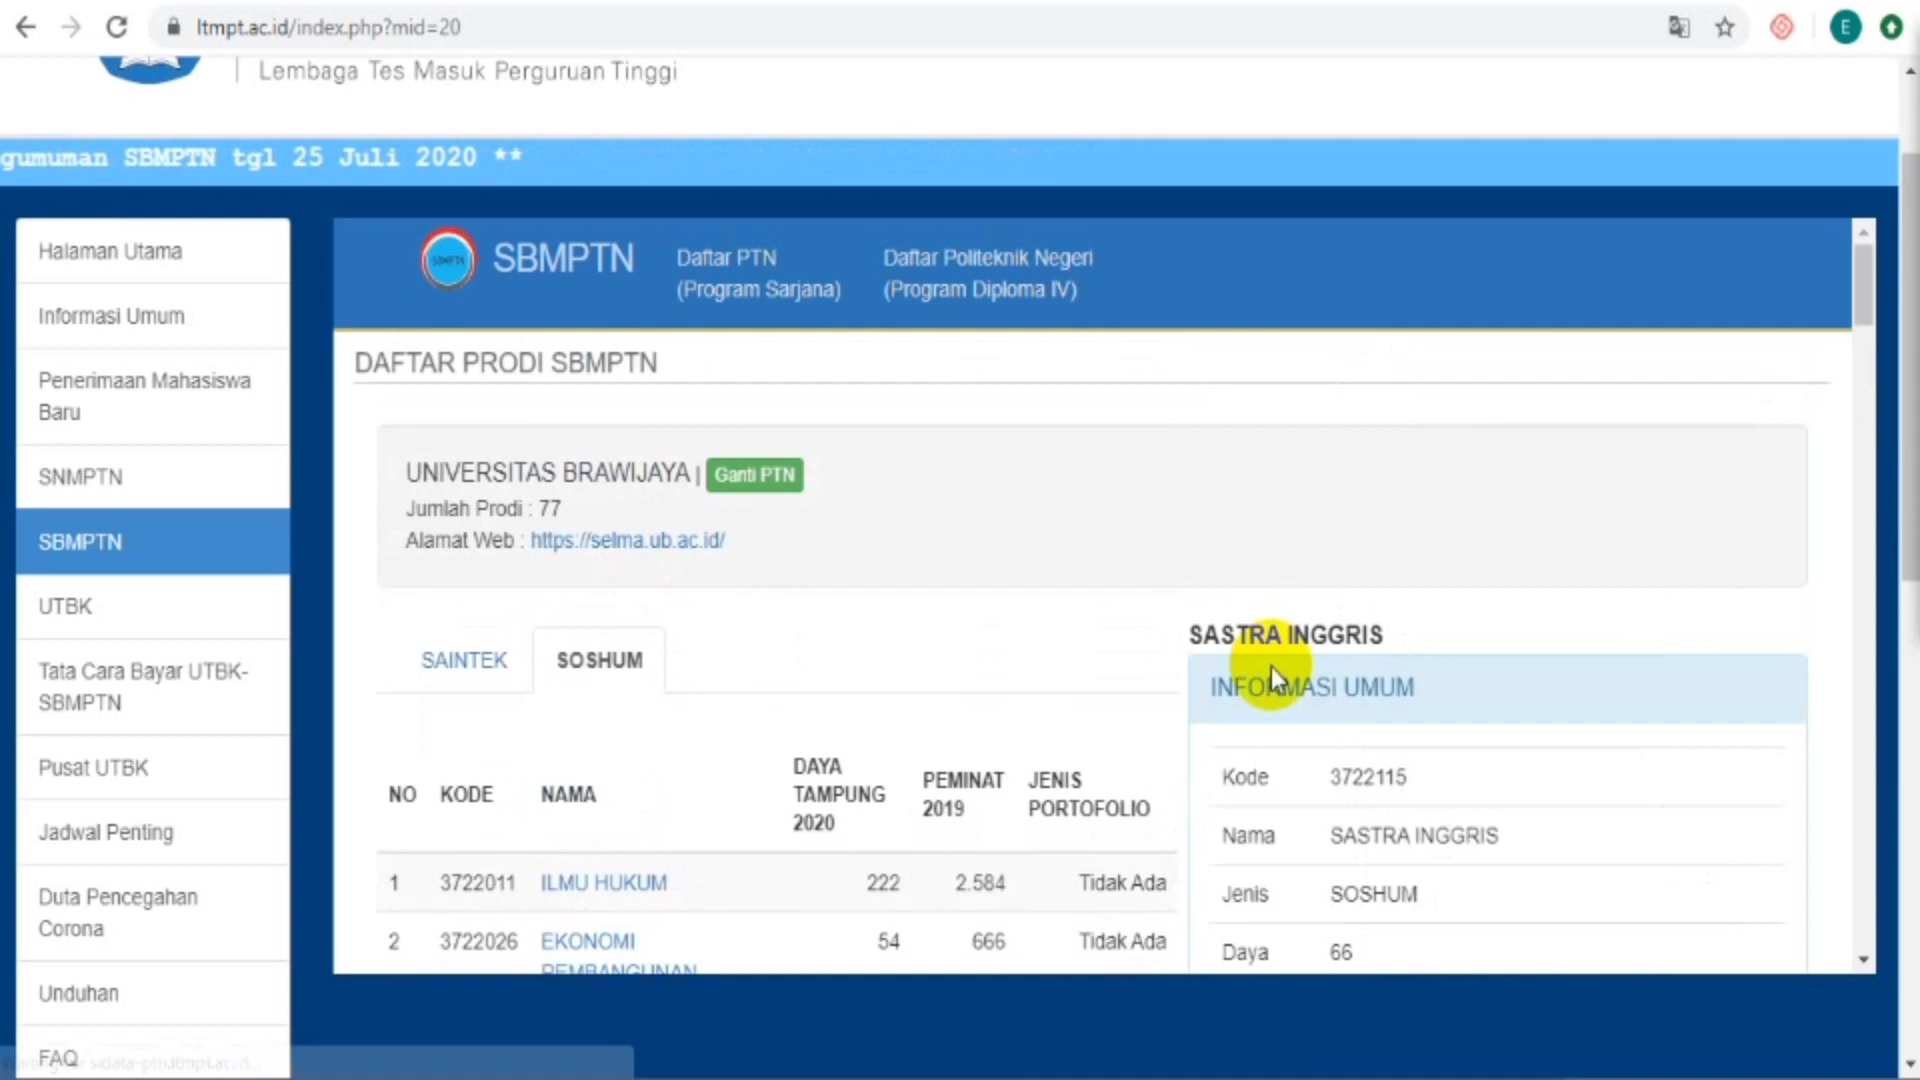 ltmpt.ac.id/index.php?mid=20
E
Lembaga Tes Masuk Perguruan Tinggi
gumuman SBMPTN tgl 25 Juli 2020 **
Halaman Utama
Informasi Umum
Penerimaan Mahasiswa
Baru
SNMPTN
SBMPTN
UTBK
Tata Cara Bayar UTBK-
SBMPTN
Pusat UTBK
Jadwal Penting
Duta Pencegahan
Corona
Unduhan
FAQ
SBMPTN
SBMPTN
Daftar PTN
(Program Sarjana)
Daftar Politeknik Negeri
(Program Diploma IV)
DAFTAR PRODI SBMPTN
UNIVERSITAS BRAWIJAYA | Ganti PTN
Jumlah Prodi : 77
Alamat Web : https://selma.ub.ac.id/
SAINTEK
SOSHUM
NO KODE NAMA DAYA TAMPUNG 2020 PEMINAT 2019 JENIS PORTOFOLIO
1 3722011 ILMU HUKUM 222 2.584 Tidak Ada
2 3722026 EKONOMI 54 666 Tidak Ada
PEMBANGUNAN
SASTRA INGGRIS
INFORMASI UMUM
Kode 3722115
Nama SASTRA INGGRIS
Jenis SOSHUM
Daya 66